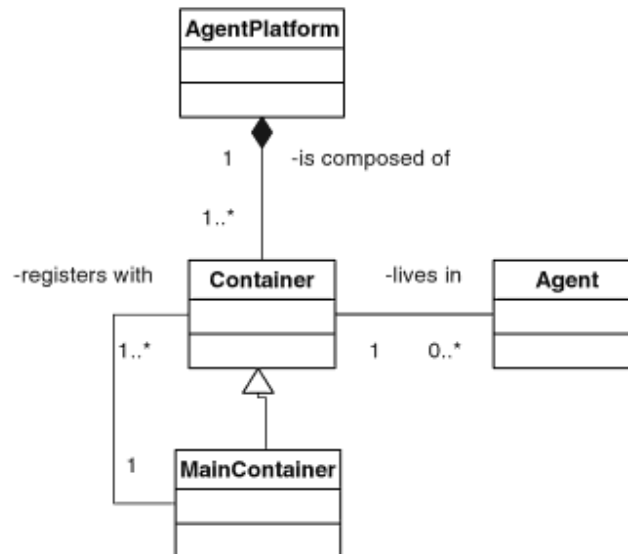 AgentPlatform
1
-is composed of
1..*
-registers with
Container
-lives in
Agent
1..*
1
0..*
1
MainContainer